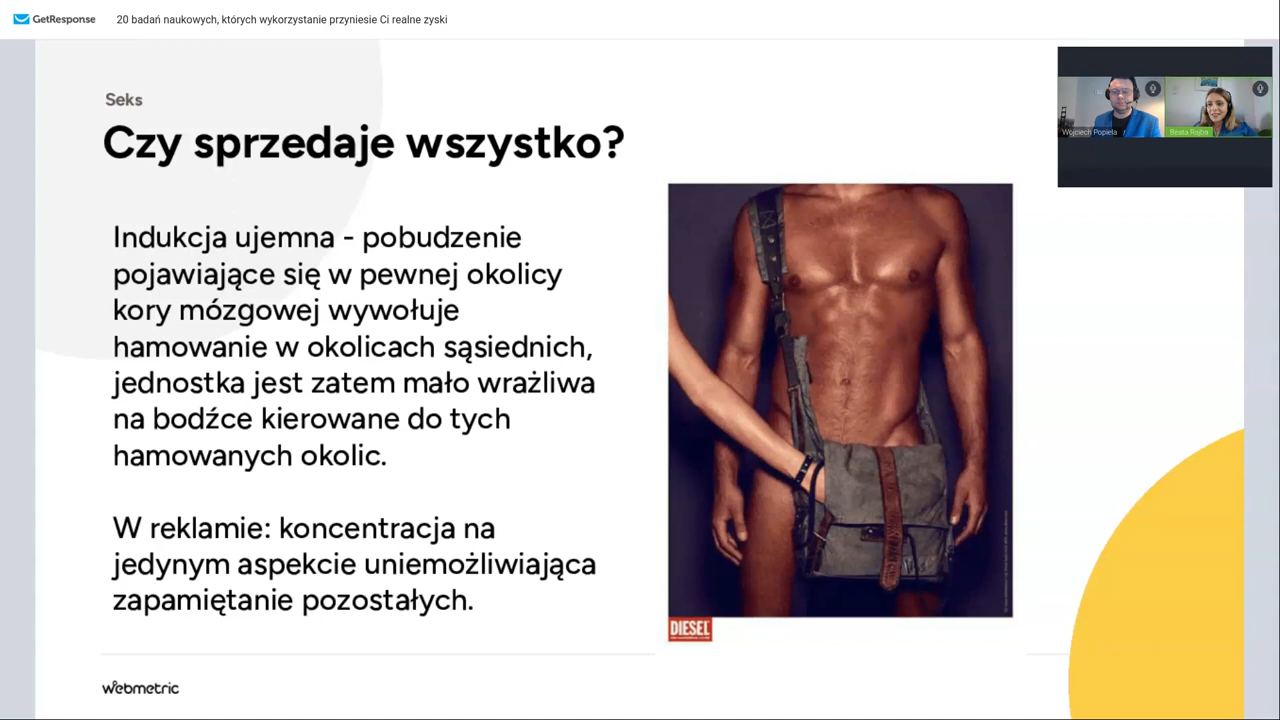 GetResponse
20 badań naukowych, których wykorzystanie przyniesie Ci realne zyski
Seks
Czy sprzedaje wszystko?
Indukcja ujemna - pobudzenie
pojawiające się w pewnej okolicy
kory mózgowej wywołuje
hamowanie w okolicach sąsiednich,
jednostka jest zatem mało wrażliwa
na bodźce kierowane do tych
hamowanych okolic.
W reklamie: koncentracja na
jedynym aspekcie uniemożliwiająca
zapamiętanie pozostałych.
DIESEL
Wojciech Popiela
Beata Rajba
webmetric